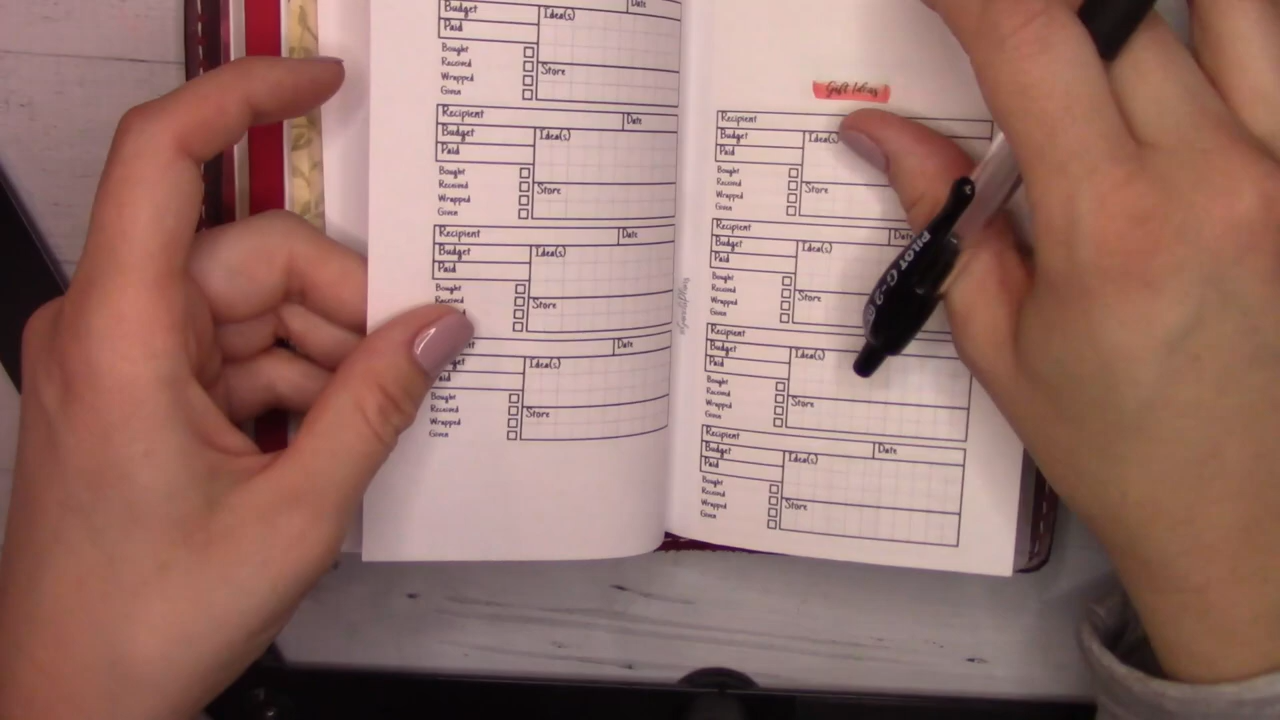 Date
Budget Idea(s)
Paid
Bought
Received
Wrapped
Given
Store
Recipient Date
Budget Idea(s)
Paid
Bought
Received
Wrapped
Given
Store
Recipient Date
Budget Idea(s)
Paid
Bought
Received
Store
Date
Idea(s)
Bought
Received
Wrapped
Given
Store
Gift Ideas
Recipient
Budget Idea(s)
Paid
Bought
Received
Wrapped
Given
Store
Recipient Date
Budget Idea(s)
Paid
Bought
Received
Wrapped
Given
Store
Recipient
Budget Idea(s)
Paid
Bought
Received
Wrapped
Given
Store
Recipient Date
Budget Idea(s)
Paid
Bought
Received
Wrapped
Given
Store
PILOT G-2